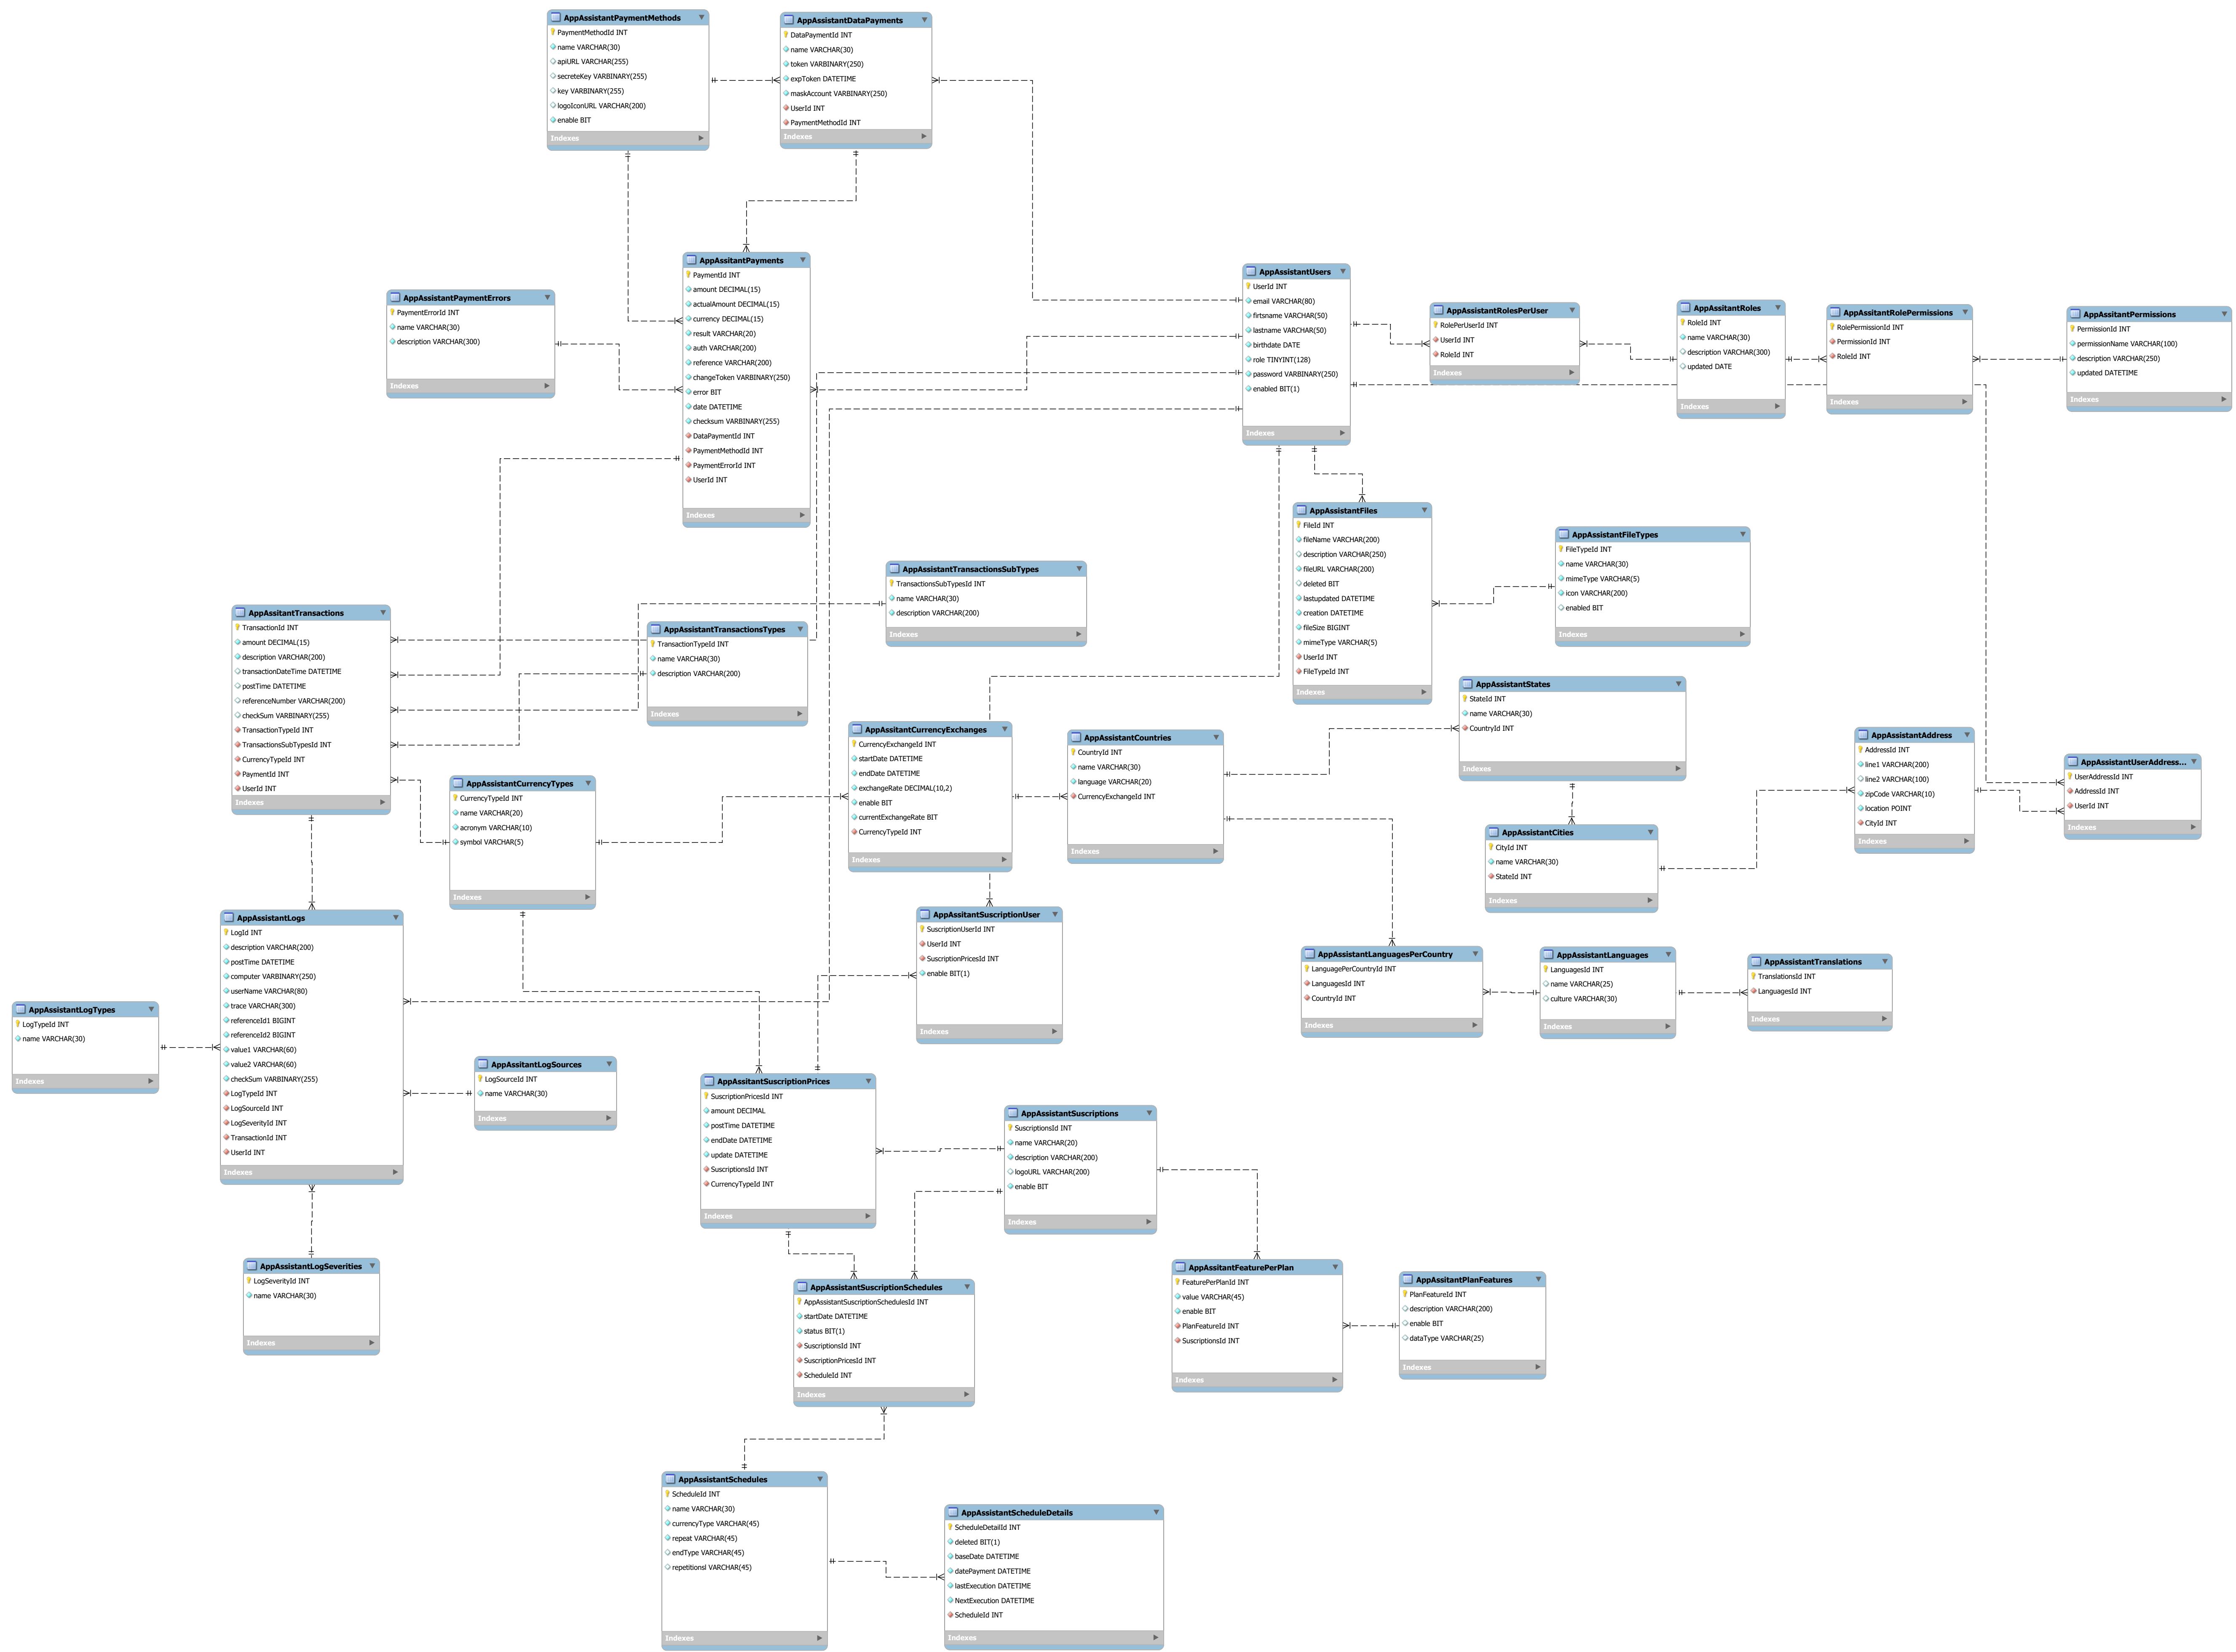 AppAssistantPaymentMethods
PaymentMethodId INT
name VARCHAR(30)
apiURL VARCHAR(255)
secreteKey VARBINARY(255)
key VARBINARY(255)
logoIconURL VARCHAR(200)
enable BIT
Indexes
AppAssistantDataPayments
DataPaymentId INT
name VARCHAR(30)
token VARBINARY(250)
expToken DATETIME
maskAccount VARBINARY(250)
UserId INT
PaymentMethodId INT
Indexes
AppAssitantPayments
PaymentId INT
amount DECIMAL(15)
actualAmount DECIMAL(15)
currency DECIMAL(15)
result VARCHAR(20)
auth VARCHAR(200)
reference VARCHAR(200)
changeToken VARBINARY(250)
error BIT
date DATETIME
checksum VARBINARY(255)
DataPaymentId INT
PaymentMethodId INT
PaymentErrorId INT
UserId INT
Indexes
AppAssistantPaymentErrors
PaymentErrorId INT
name VARCHAR(30)
description VARCHAR(300)
Indexes
AppAssistantUsers
UserId INT
email VARCHAR(80)
firtsname VARCHAR(50)
lastname VARCHAR(50)
birthdate DATE
role TINYINT(128)
password VARBINARY(250)
enabled BIT(1)
Indexes
AppAssistantRolesPerUser
RolePerUserId INT
UserId INT
RoleId INT
Indexes
AppAssitantRoles
RoleId INT
name VARCHAR(30)
description VARCHAR(300)
updated DATE
Indexes
AppAssitantRolePermissions
RolePermissionId INT
PermissionId INT
RoleId INT
Indexes
AppAssistantPermissions
PermissionId INT
permissionName VARCHAR(100)
description VARCHAR(250)
updated DATETIME
Indexes
AppAssistantFiles
FileId INT
fileName VARCHAR(200)
description VARCHAR(250)
fileURL VARCHAR(200)
deleted BIT
lastupdated DATETIME
creation DATETIME
fileSize BIGINT
mimeType VARCHAR(5)
UserId INT
FileTypeId INT
Indexes
AppAssistantFileTypes
FileTypeId INT
name VARCHAR(30)
mimeType VARCHAR(5)
icon VARCHAR(200)
enabled BIT
Indexes
AppAssistantTransactionsSubTypes
TransactionsSubTypesId INT
name VARCHAR(30)
description VARCHAR(200)
Indexes
AppAssitantTransactions
TransactionId INT
amount DECIMAL(15)
description VARCHAR(200)
transactionDateTime DATETIME
postTime DATETIME
referenceNumber VARCHAR(200)
checkSum VARBINARY(255)
TransactionTypeId INT
TransactionsSubTypesId INT
CurrencyTypeId INT
PaymentId INT
UserId INT
Indexes
AppAssistantTransactionsTypes
TransactionTypeId INT
name VARCHAR(30)
description VARCHAR(200)
Indexes
AppAssistantStates
StateId INT
name VARCHAR(30)
CountryId INT
Indexes
AppAssitantCurrencyExchanges
CurrencyExchangeId INT
startDate DATETIME
endDate DATETIME
exchangeRate DECIMAL(10,2)
enable BIT
currentExchangeRate BIT
CurrencyTypeId INT
Indexes
AppAssistantCountries
CountryId INT
name VARCHAR(30)
language VARCHAR(20)
CurrencyExchangeId INT
Indexes
AppAssistantAddress
AddressId INT
line1 VARCHAR(200)
line2 VARCHAR(100)
zipCode VARCHAR(10)
location POINT
CityId INT
Indexes
AppAssistantUserAddress...
UserAddressId INT
AddressId INT
UserId INT
Indexes
AppAssistantCurrencyTypes
CurrencyTypeId INT
name VARCHAR(20)
acronym VARCHAR(10)
symbol VARCHAR(5)
Indexes
AppAssistantCities
CityId INT
name VARCHAR(30)
StateId INT
Indexes
AppAssistantLogs
LogId INT
description VARCHAR(200)
postTime DATETIME
computer VARBINARY(250)
userName VARCHAR(80)
trace VARCHAR(300)
referenceId1 BIGINT
referenceId2 BIGINT
value1 VARCHAR(60)
value2 VARCHAR(60)
checkSum VARBINARY(255)
LogTypeId INT
LogSourceId INT
LogSeverityId INT
TransactionId INT
UserId INT
Indexes
AppAssitantSuscriptionUser
SuscriptionUserId INT
UserId INT
SuscriptionPricesId INT
enable BIT(1)
Indexes
AppAssistantLanguagesPerCountry
LanguagePerCountryId INT
LanguagesId INT
CountryId INT
Indexes
AppAssistantLanguages
LanguagesId INT
name VARCHAR(25)
culture VARCHAR(30)
Indexes
AppAssistantTranslations
TranslationsId INT
LanguagesId INT
Indexes
AppAssistantLogTypes
LogTypeId INT
name VARCHAR(30)
Indexes
AppAssitantLogSources
LogSourceId INT
name VARCHAR(30)
Indexes
AppAssitantSuscriptionPrices
SuscriptionPricesId INT
amount DECIMAL
postTime DATETIME
endDate DATETIME
update DATETIME
SuscriptionsId INT
CurrencyTypeId INT
Indexes
AppAssitantSuscriptions
SuscriptionsId INT
name VARCHAR(20)
description VARCHAR(200)
logoURL VARCHAR(200)
enable BIT
Indexes
AppAssistantLogSeverities
LogSeverityId INT
name VARCHAR(30)
Indexes
AppAssistantSuscriptionSchedules
AppAssistantSuscriptionSchedulesId INT
startDate DATETIME
status BIT(1)
SuscriptionsId INT
SuscriptionPricesId INT
ScheduleId INT
Indexes
AppAssitantFeaturePerPlan
FeaturePerPlanId INT
value VARCHAR(45)
enable BIT
PlanFeatureId INT
SuscriptionsId INT
Indexes
AppAssitantPlanFeatures
PlanFeatureId INT
description VARCHAR(200)
enable BIT
dataType VARCHAR(25)
Indexes
AppAssistantSchedules
ScheduleId INT
name VARCHAR(30)
currencyType VARCHAR(45)
repeat VARCHAR(45)
endType VARCHAR(45)
repetitionsl VARCHAR(45)
Indexes
AppAssistantScheduleDetails
ScheduleDetailId INT
deleted BIT(1)
baseDate DATETIME
datePayment DATETIME
lastExecution DATETIME
NextExecution DATETIME
ScheduleId INT
Indexes